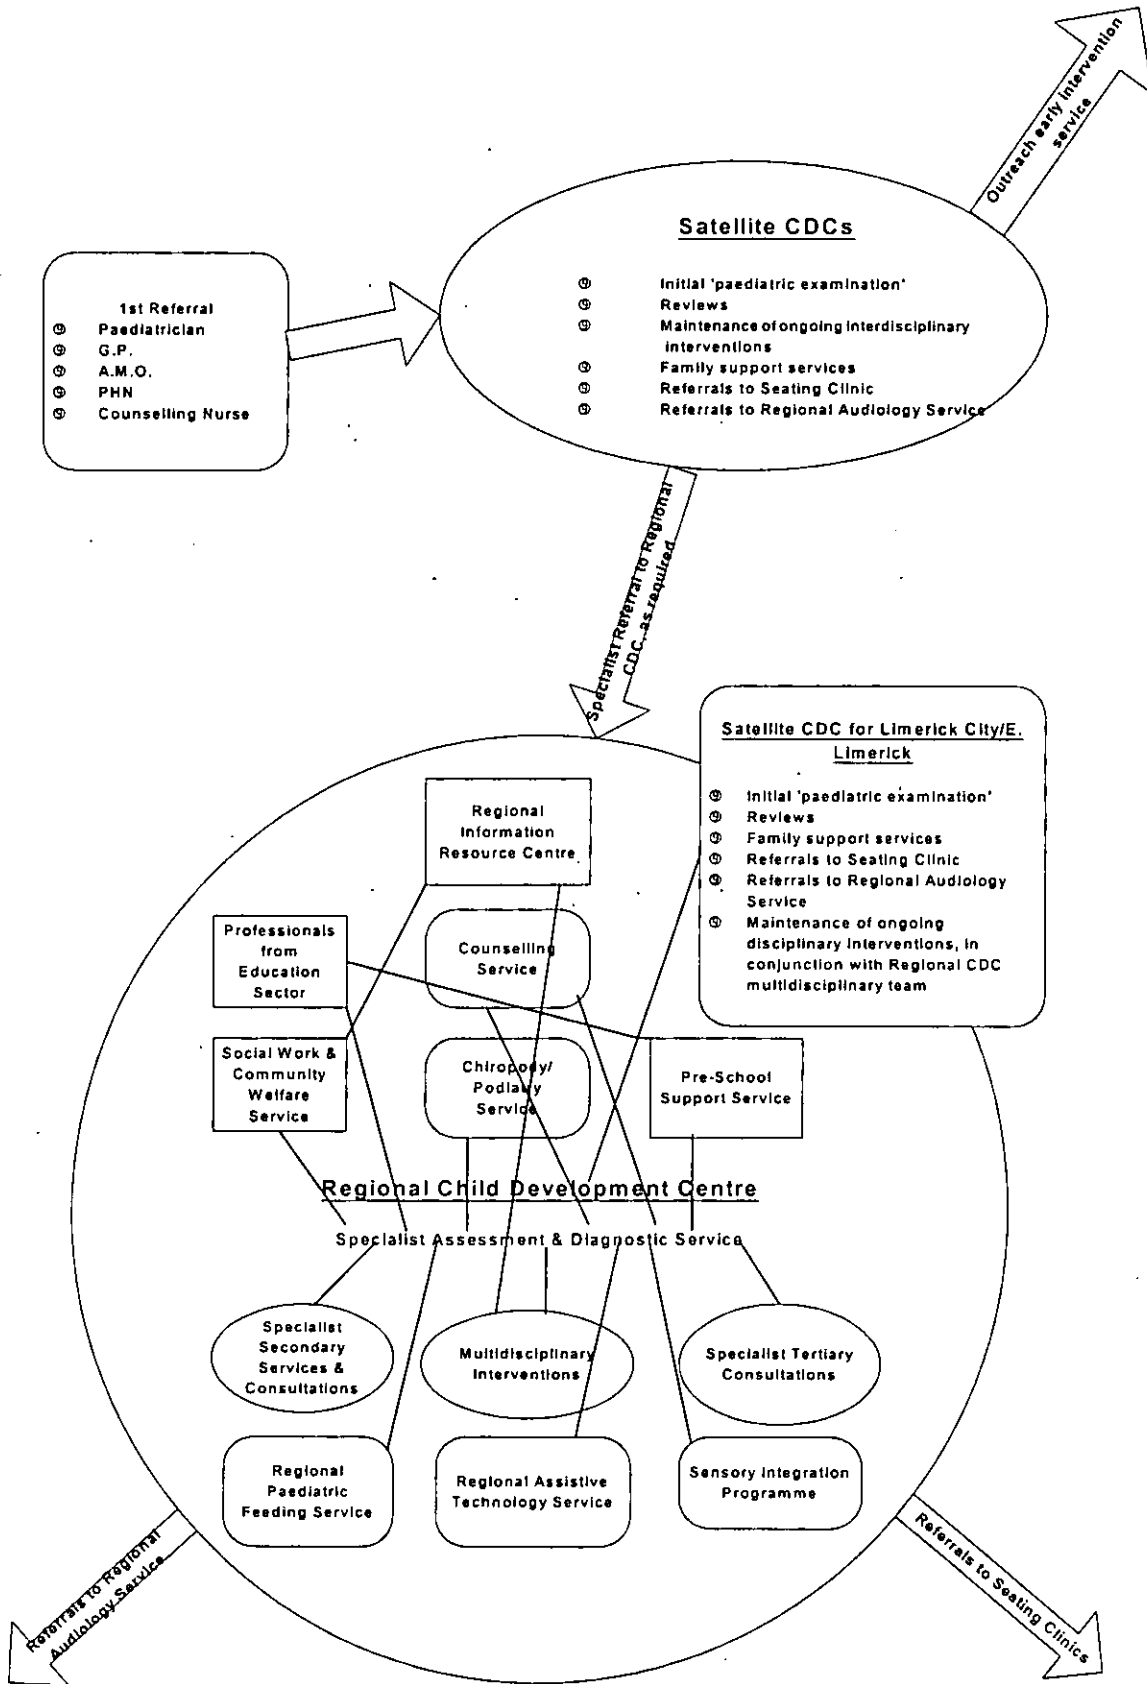 Outreach early intervention
service
Satellite CDCs
Initial 'paediatric examination'
Reviews
Maintenance of ongoing interdisciplinary
interventions
Family support services
Referrals to Seating Clinic
Referrals to Regional Audiology Service
1st Referral
Paediatrician
G.P.
A.M.O.
PHN
Counselling Nurse
Specialist Referral to Regional
CDC, as required
Satellite CDC for Limerick City/E.
Limerick
Initial 'paediatric examination'
Reviews
Family support services
Referrals to Seating Clinic
Referrals to Regional Audiology
Service
Maintenance of ongoing
disciplinary interventions, in
conjunction with Regional CDC
multidisciplinary team
Regional
Information
Resource Centre
Professionals
from
Education
Sector
Counselling
Service
Social Work &
Community
Welfare
Service
Chiropody/
Podiatry
Service
Pre-School
Support Service
Regional Child Development Centre
Specialist Assessment & Diagnostic Service
Specialist
Secondary
Services &
Consultations
Multidisciplinary
Interventions
Specialist Tertiary
Consultations
Regional
Paediatric
Feeding Service
Regional Assistive
Technology Service
Sensory Integration
Programme
Referrals to Regional
Audiology Service
Referrals to Seating Clinics